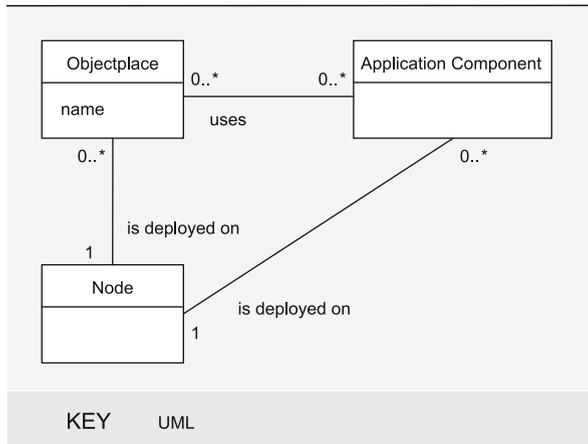 Objectplace
Application Component
0..*
0..*
name
uses
0..*
0..*
is deployed on
1
Node
is deployed on
1
KEY UML